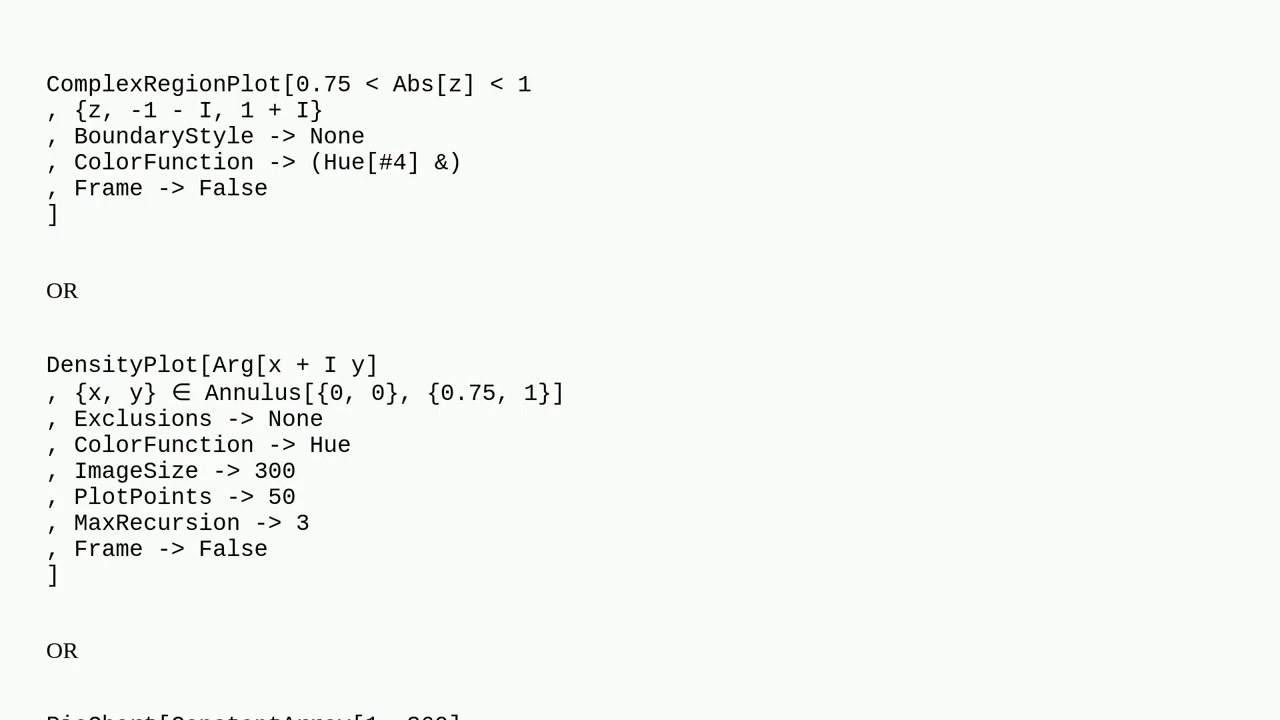 ComplexRegionPlot[0.75 < Abs[z] < 1
, {z, -1 - I, 1 + I}
, BoundaryStyle -> None
, ColorFunction -> (Hue[#4] &)
, Frame -> False
]
OR
DensityPlot[Arg[x + I y]
, {x, y} ∈ Annulus[{0, 0}, {0.75, 1}]
, Exclusions -> None
, ColorFunction -> Hue
, ImageSize -> 300
, PlotPoints -> 50
, MaxRecursion -> 3
, Frame -> False
]
OR